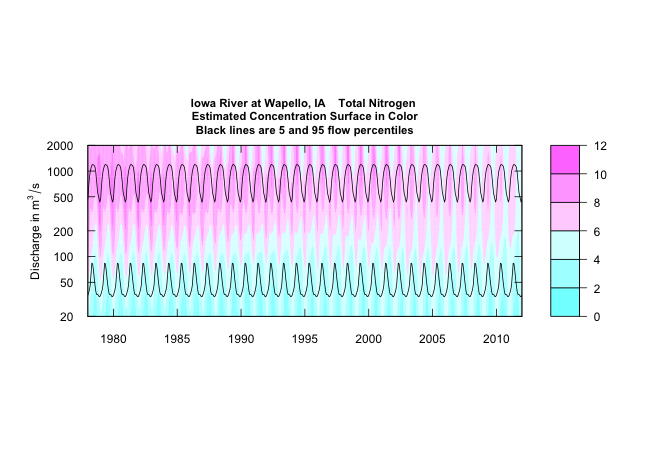 Iowa River at Wapello, IA Total Nitrogen
Estimated Concentration Surface in Color
Black lines are 5 and 95 flow percentiles
Discharge in m³/s
2000
1000
500
200
100
50
20
1980 1985 1990 1995 2000 2005 2010
12
10
8
6
4
2
0